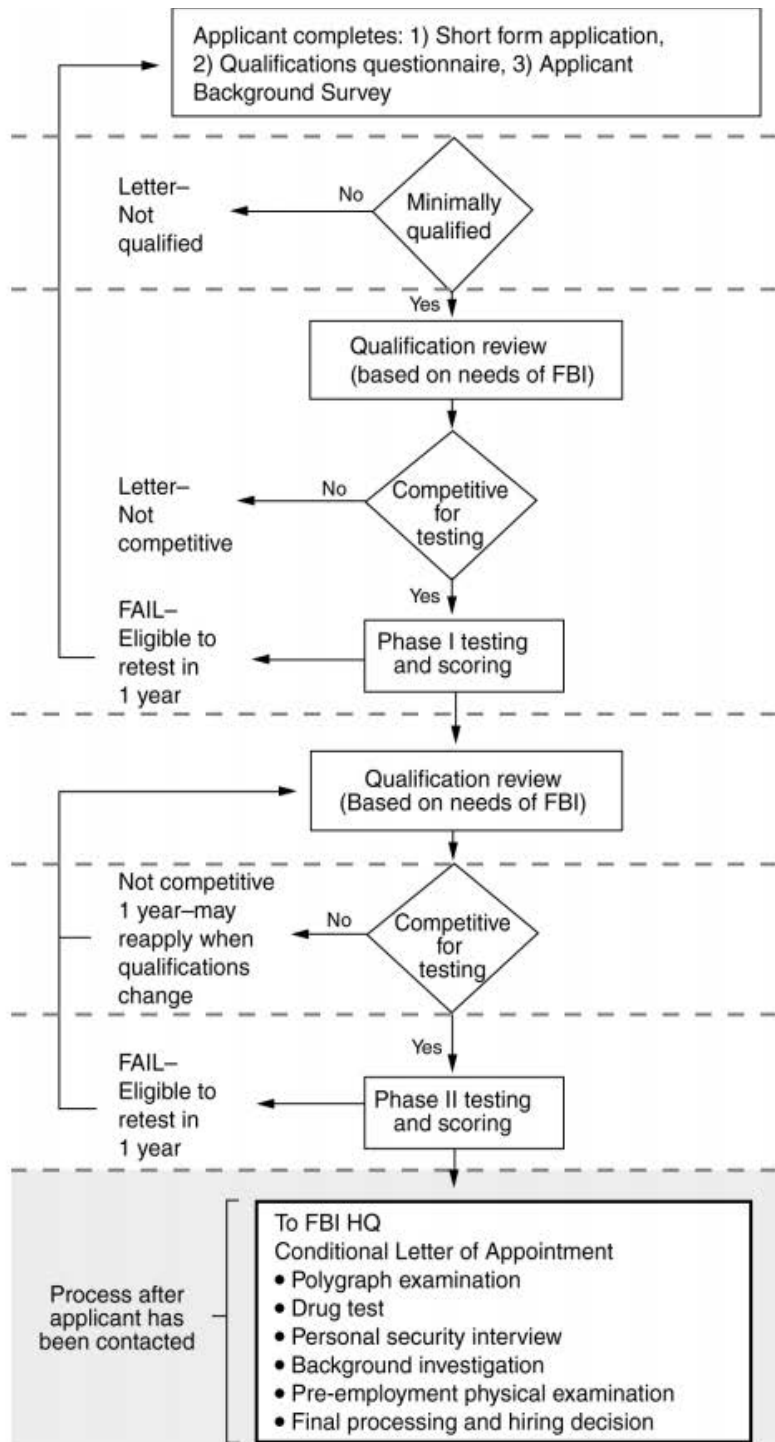 Applicant completes: 1) Short form application,
2) Qualifications questionnaire, 3) Applicant
Background Survey
Letter–
Not
qualified
No
Minimally
qualified
Yes
Qualification review
(based on needs of FBI)
Letter–
Not
competitive
No
Competitive
for
testing
Yes
FAIL–
Eligible to
retest in
1 year
Phase I testing
and scoring
Qualification review
(Based on needs of FBI)
Not competitive
1 year–may
reapply when
qualifications
change
No
Competitive
for
testing
Yes
FAIL–
Eligible to
retest in
1 year
Phase II testing
and scoring
Process after
applicant has
been contacted
To FBI HQ
Conditional Letter of Appointment
• Polygraph examination
• Drug test
• Personal security interview
• Background investigation
• Pre-employment physical examination
• Final processing and hiring decision